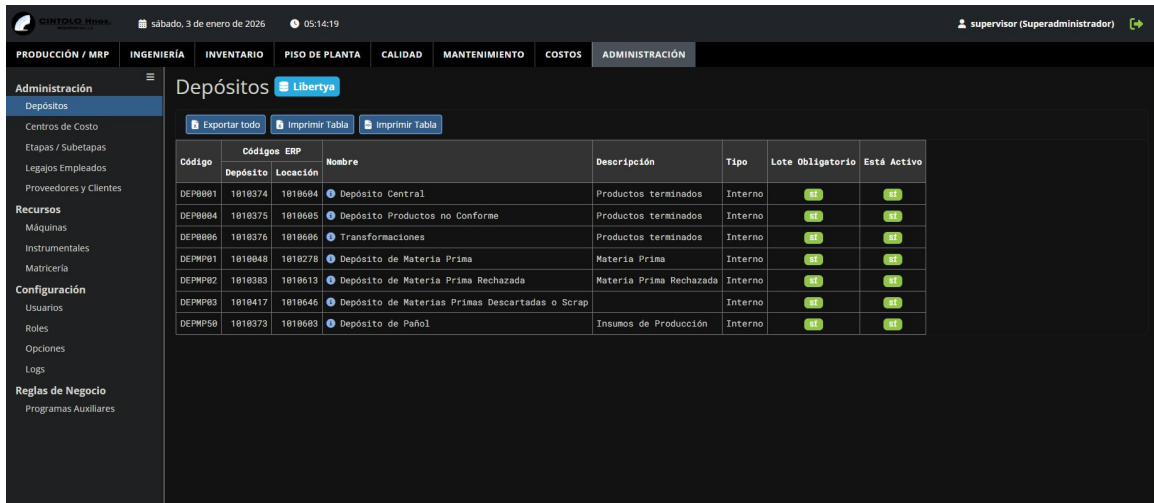 CINTOLO Hnos.
sábado, 3 de enero de 2026
05:14:19
supervisor (Superadministrador)
PRODUCCIÓN / MRP INGENIERÍA INVENTARIO PISO DE PLANTA CALIDAD MANTENIMIENTO COSTOS ADMINISTRACIÓN
Administración
Depósitos
Centros de Costo
Etapas / Subetapas
Legajos Empleados
Proveedores y Clientes
Recursos
Máquinas
Instrumentales
Matricería
Configuración
Usuarios
Roles
Opciones
Logs
Reglas de Negocio
Programas Auxiliares
Depósitos Libertya
Exportar todo Imprimir Tabla Imprimir Tabla
Código Códigos ERP Nombre Descripción Tipo Lote Obligatorio Está Activo
Depósito Locación
DEP0001 1010374 1010604 Depósito Central Productos terminados Interno SÍ SÍ
DEP0004 1010375 1010605 Depósito Productos no Conforme Productos terminados Interno SÍ SÍ
DEP0006 1010376 1010606 Transformaciones Productos terminados Interno SÍ SÍ
DEPMP01 1010048 1010278 Depósito de Materia Prima Materia Prima Interno SÍ SÍ
DEPMP02 1010383 1010613 Depósito de Materia Prima Rechazada Materia Prima Rechazada Interno SÍ SÍ
DEPMP03 1010417 1010646 Depósito de Materias Primas Descartadas o Scrap Interno SÍ SÍ
DEPMP50 1010373 1010603 Depósito de Pañol Insumos de Producción Interno SÍ SÍ